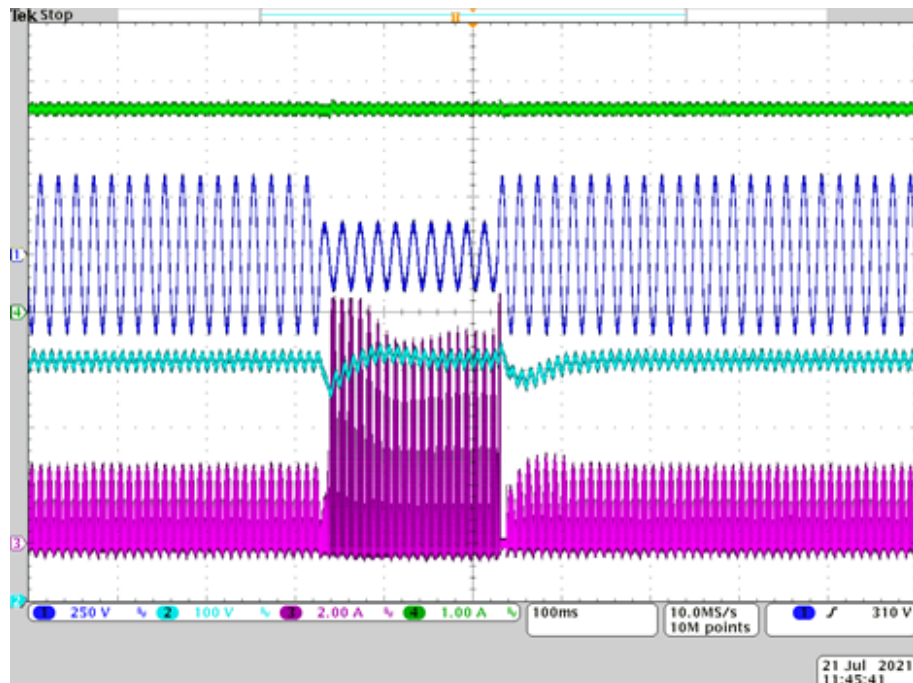 Tek Stop
1
4
3
2
1 250 V 2 100 V 3 2.00 A 4 1.00 A 100ms 10.0MS/s 1 310 V
10M points
21 Jul 2021
11:45:41